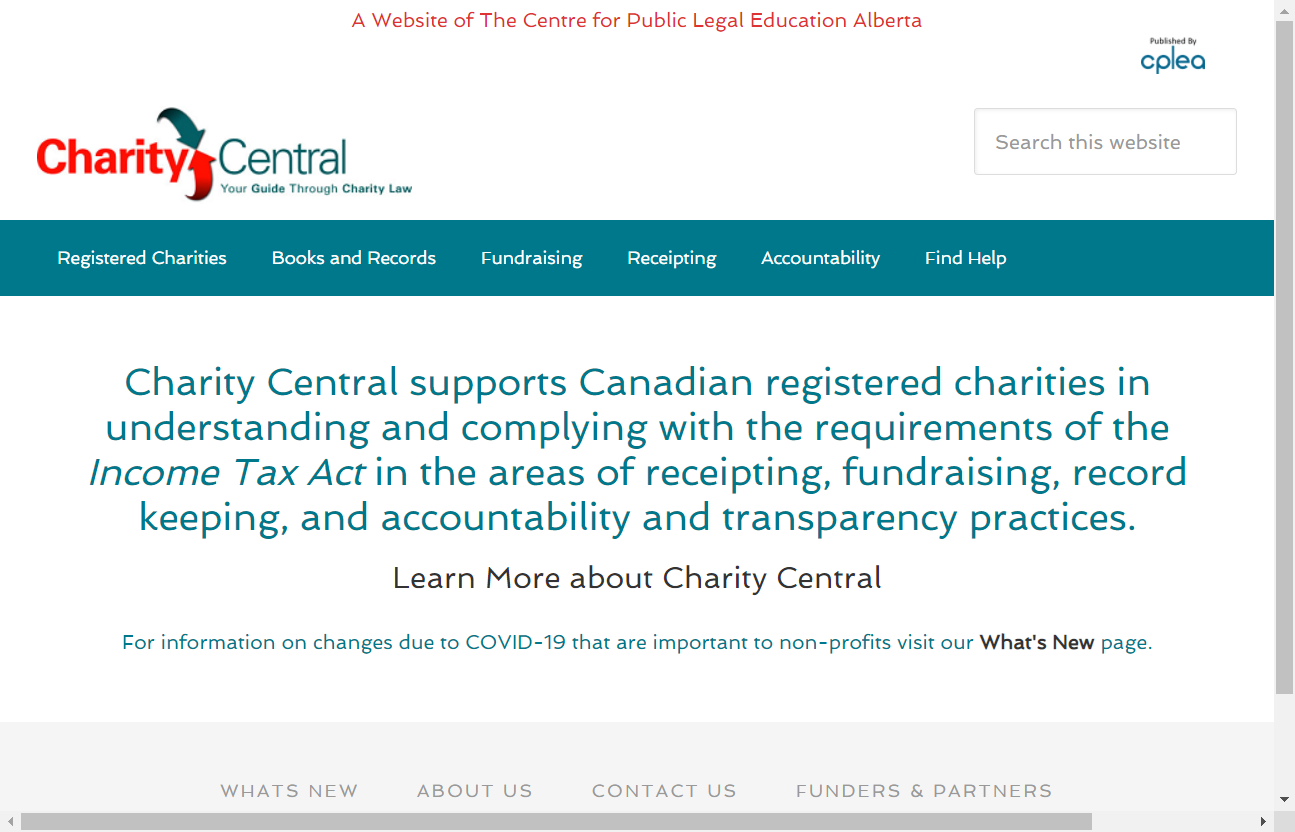 A Website of The Centre for Public Legal Education Alberta
Published By
cplea
Charity Central
Your Guide Through Charity Law
Search this website
Registered Charities Books and Records Fundraising Receipting Accountability Find Help
Charity Central supports Canadian registered charities in
understanding and complying with the requirements of the
Income Tax Act in the areas of receipting, fundraising, record
keeping, and accountability and transparency practices.
Learn More about Charity Central
For information on changes due to COVID-19 that are important to non-profits visit our What's New page.
WHATS NEW ABOUT US CONTACT US FUNDERS & PARTNERS